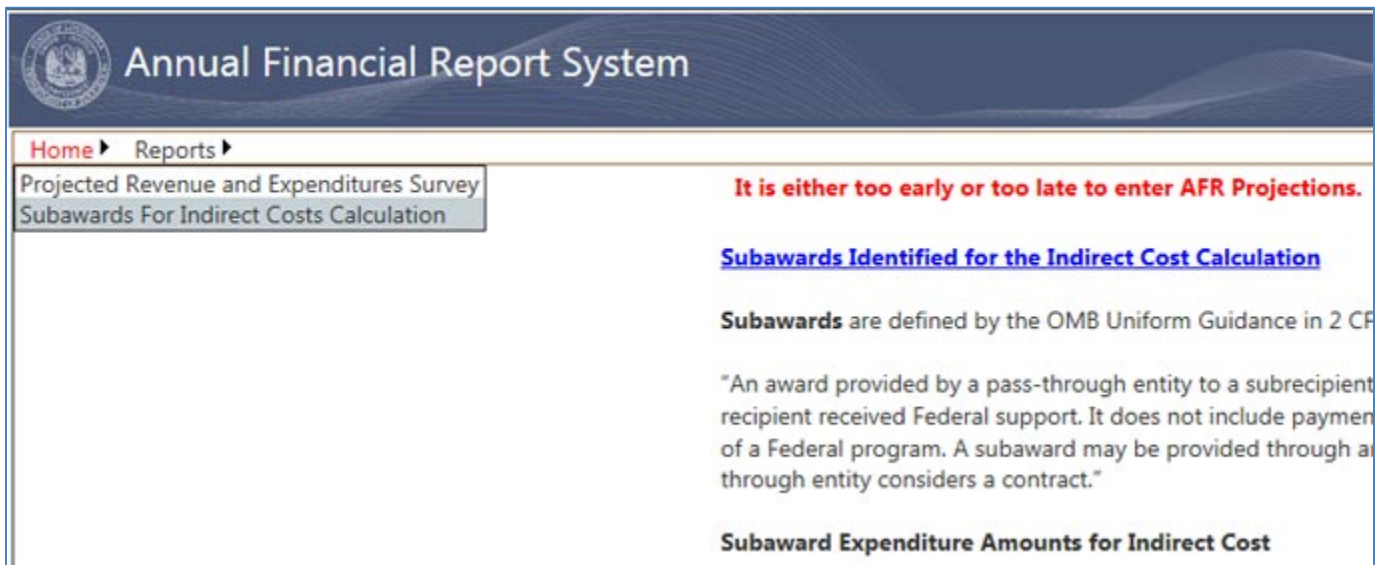 Annual Financial Report System
Home Reports
Projected Revenue and Expenditures Survey
Subawards For Indirect Costs Calculation
It is either too early or too late to enter AFR Projections.
Subawards Identified for the Indirect Cost Calculation
Subawards are defined by the OMB Uniform Guidance in 2 CF
"An award provided by a pass-through entity to a subrecipient
recipient received Federal support. It does not include paymen
of a Federal program. A subaward may be provided through a
through entity considers a contract."
Subaward Expenditure Amounts for Indirect Cost